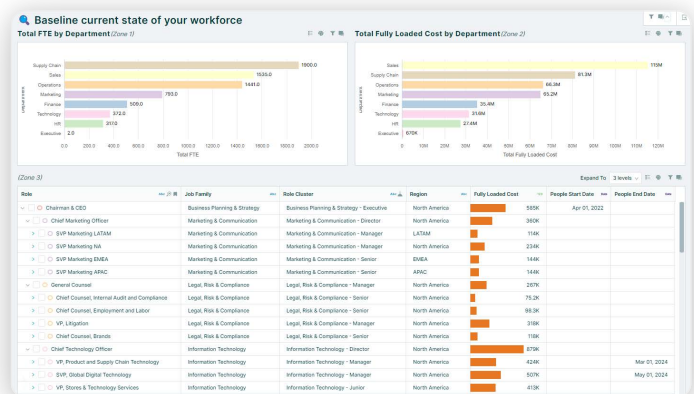 Baseline current state of your workforce
Total FTE by Department (Zone 1)
Total Fully Loaded Cost by Department (Zone 2)
Departments
Supply Chain 1900.0
Sales 1530.0
Operations 1441.0
Marketing 793.0
Finance 509.0
Technology 372.0
HR 317.0
Executive 2.0
0.0 200.0 400.0 600.0 800.0 1000.0 1200.0 1400.0 1600.0 1800.0 2000.0
Total FTE
Departments
Sales 115M
Supply Chain 81.3M
Operations 66.3M
Marketing 65.2M
Finance 35.4M
Technology 31.6M
HR 27.4M
Executive 670K
0 10M 20M 30M 40M 50M 60M 70M 80M 90M 100M 110M 120M
Total Fully Loaded Cost
(Zone 3)
Expand To 3 levels
Role Job Family Role Cluster Region Fully Loaded Cost People Start Date People End Date
Chairman & CEO Business Planning & Strategy Business Planning & Strategy - Executive North America 585K Apr 01, 2022
Chief Marketing Officer Marketing & Communication Marketing & Communication - Director North America 360K
SVP Marketing LATAM Marketing & Communication Marketing & Communication - Manager LATAM 114K
SVP Marketing NA Marketing & Communication Marketing & Communication - Manager North America 234K
SVP Marketing EMEA Marketing & Communication Marketing & Communication - Senior EMEA 144K
SVP Marketing APAC Marketing & Communication Marketing & Communication - Senior APAC 144K
General Counsel Legal, Risk & Compliance Legal, Risk & Compliance - Manager North America 267K
Chief Counsel, Internal Audit and Compliance Legal, Risk & Compliance Legal, Risk & Compliance - Senior North America 75.2K
Chief Counsel, Employment and Labor Legal, Risk & Compliance Legal, Risk & Compliance - Senior North America 98.3K
VP, Litigation Legal, Risk & Compliance Legal, Risk & Compliance - Manager North America 318K
Chief Counsel, Brands Legal, Risk & Compliance Legal, Risk & Compliance - Senior North America 118K
Chief Technology Officer Information Technology Information Technology - Director North America 879K
VP, Product and Supply Chain Technology Information Technology Information Technology - Manager North America 424K Mar 01, 2024
SVP, Global Digital Technology Information Technology Information Technology - Manager North America 507K May 01, 2024
VP, Stores & Technology Services Information Technology Information Technology - Junior North America 413K